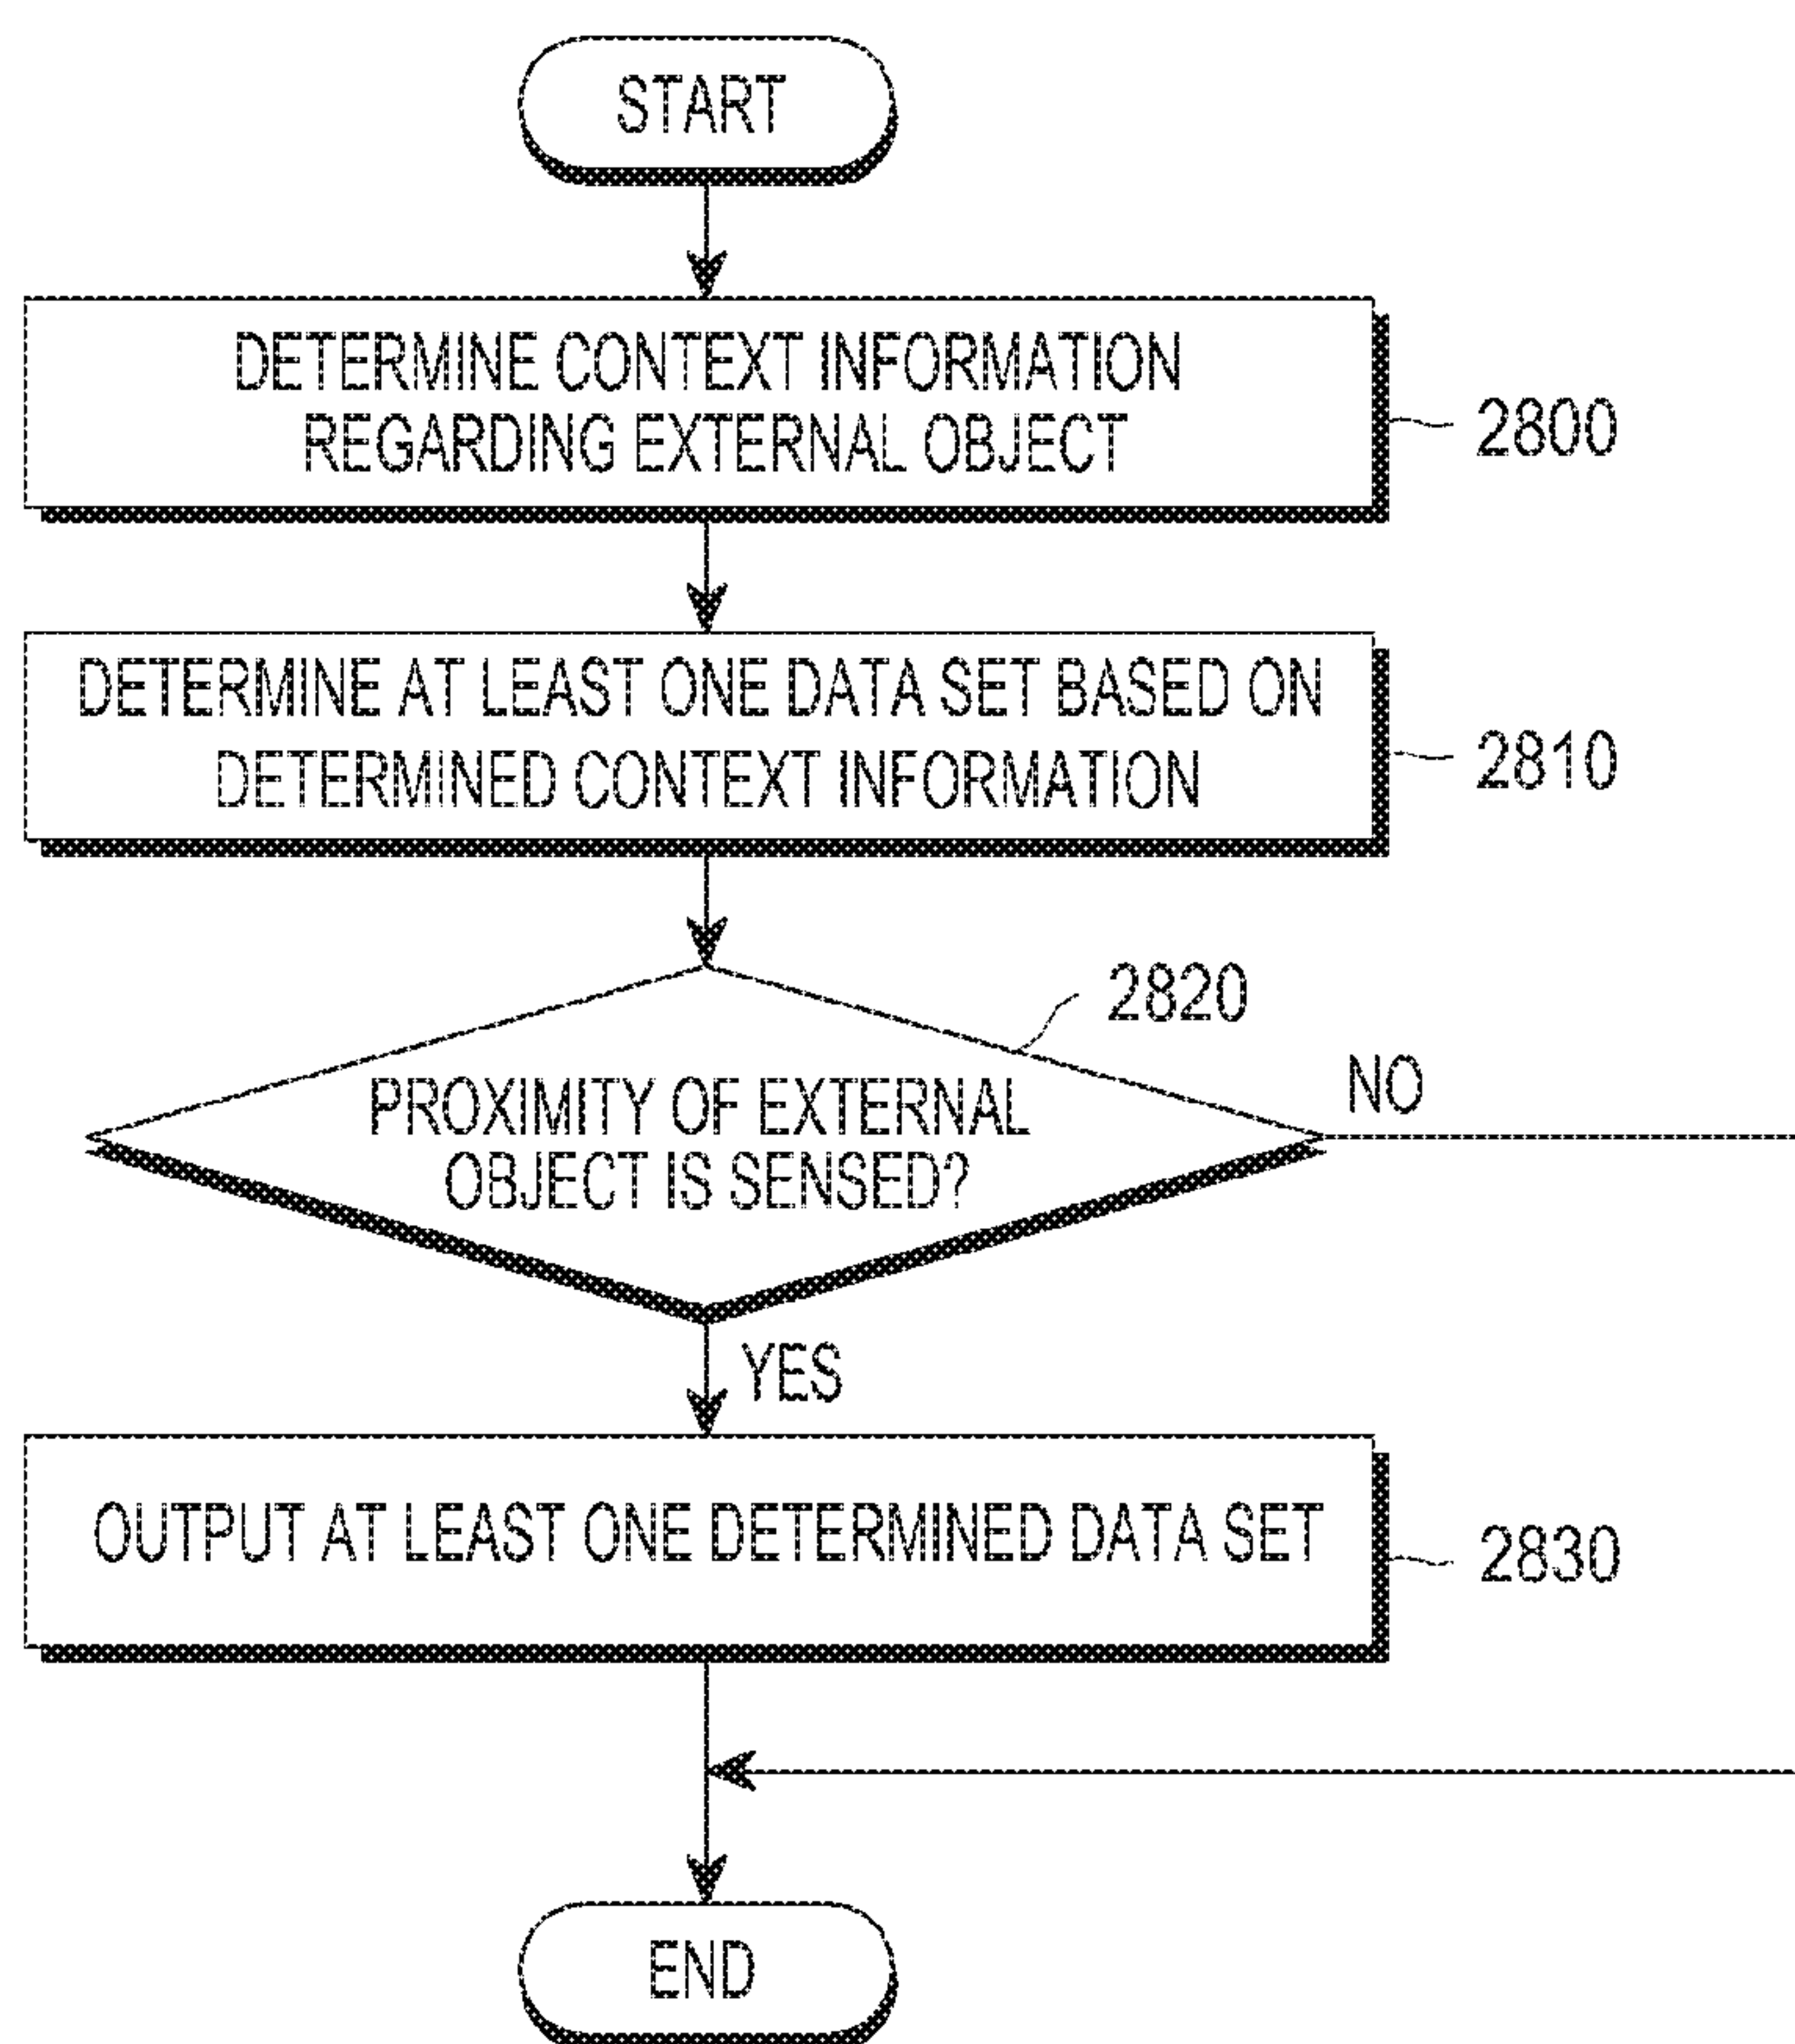 START
DETERMINE CONTEXT INFORMATION
REGARDING EXTERNAL OBJECT
2800
DETERMINE AT LEAST ONE DATA SET BASED ON
DETERMINED CONTEXT INFORMATION
2810
2820
PROXIMITY OF EXTERNAL
OBJECT IS SENSED?
NO
YES
OUTPUT AT LEAST ONE DETERMINED DATA SET
2830
END